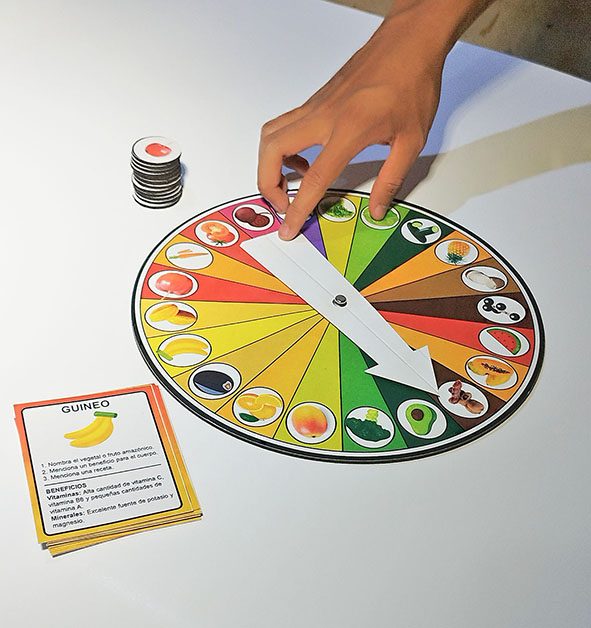 GUINEO
1. Nombra el vegetal o fruto amazónico.
2. Menciona un beneficio para el cuerpo.
3. Menciona una receta.
BENEFICIOS
Vitaminas: Alta cantidad de vitamina C,
vitamina B6 y pequeñas cantidades de
vitamina A.
Minerales: Excelente fuente de potasio y
magnesio.